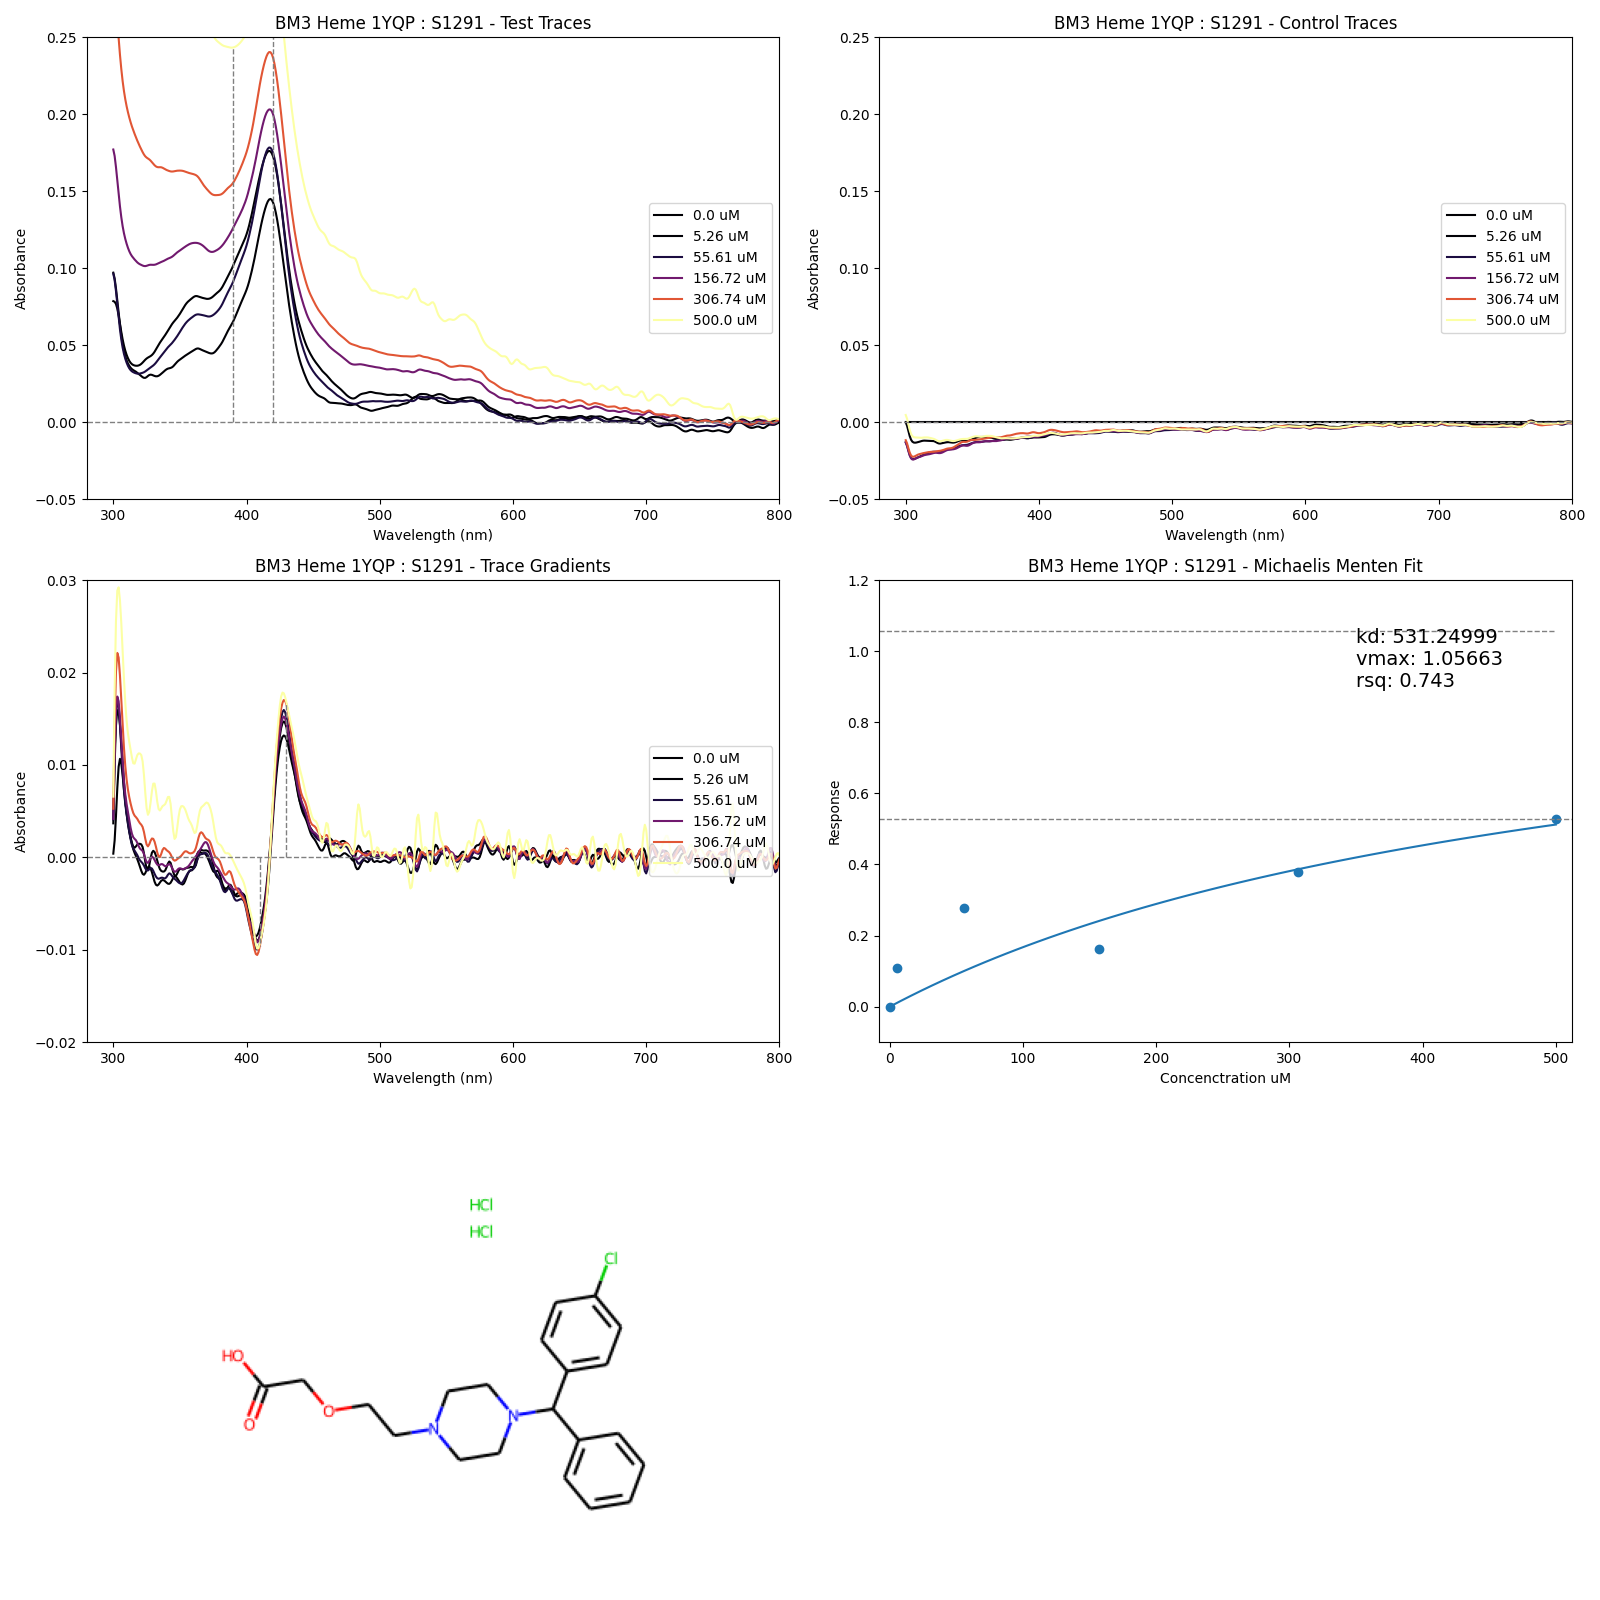 BM3 Heme 1YQP : S1291 - Test Traces
0.25
0.20
0.15
0.10
0.05
0.00
−0.05
Absorbance
300
400
500
600
700
800
Wavelength (nm)
0.0 uM
5.26 uM
55.61 uM
156.72 uM
306.74 uM
500.0 uM
BM3 Heme 1YQP : S1291 - Control Traces
0.25
0.20
0.15
0.10
0.05
0.00
−0.05
Absorbance
300
400
500
600
700
800
Wavelength (nm)
0.0 uM
5.26 uM
55.61 uM
156.72 uM
306.74 uM
500.0 uM
BM3 Heme 1YQP : S1291 - Trace Gradients
0.03
0.02
0.01
0.00
−0.01
−0.02
Absorbance
300
400
500
600
700
800
Wavelength (nm)
0.0 uM
5.26 uM
55.61 uM
156.72 uM
306.74 uM
500.0 uM
BM3 Heme 1YQP : S1291 - Michaelis Menten Fit
1.2
1.0
0.8
0.6
0.4
0.2
0.0
Response
0
100
200
300
400
500
Concenctration uM
kd: 531.24999
vmax: 1.05663
rsq: 0.743
HCl
HCl
Cl
HO
O
O
N
N